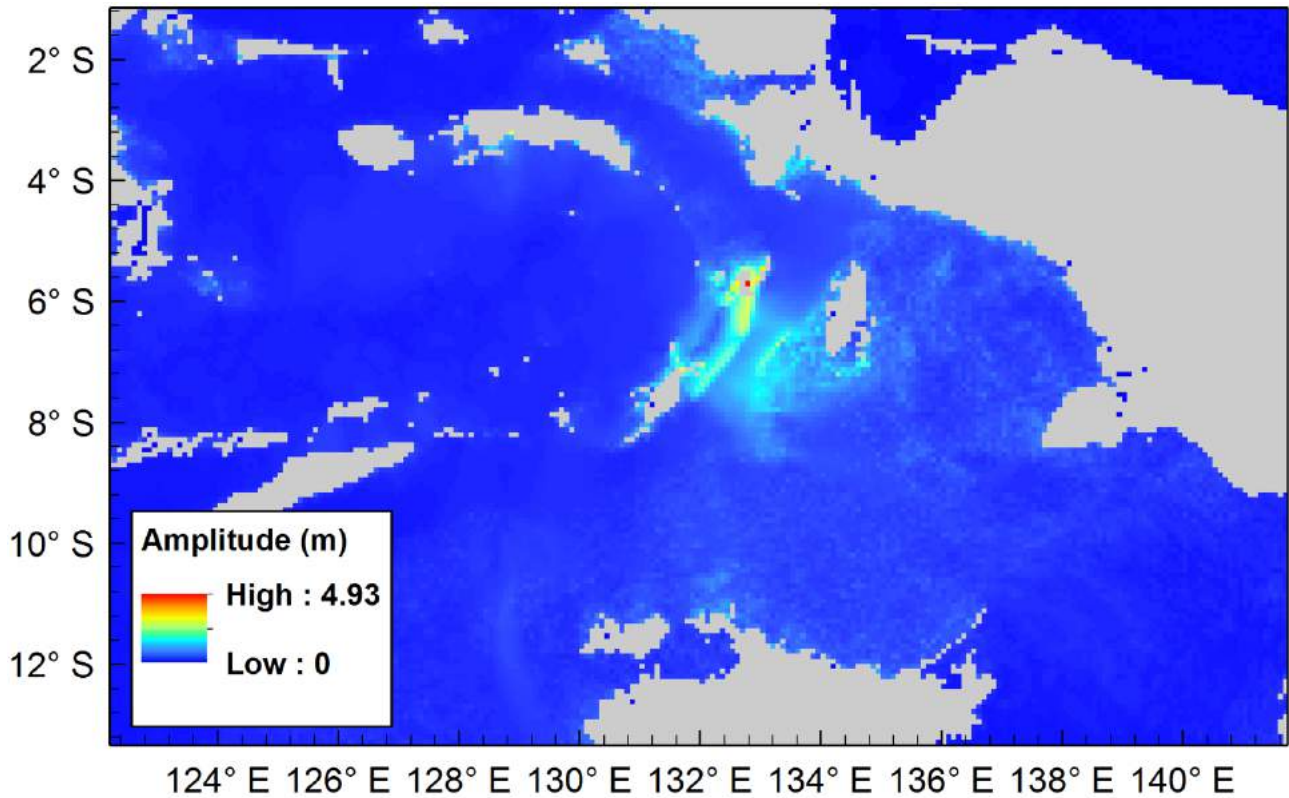 2° S
4° S
6° S
8° S
10° S
12° S
Amplitude (m)
High : 4.93
Low : 0
124° E 126° E 128° E 130° E 132° E 134° E 136° E 138° E 140° E